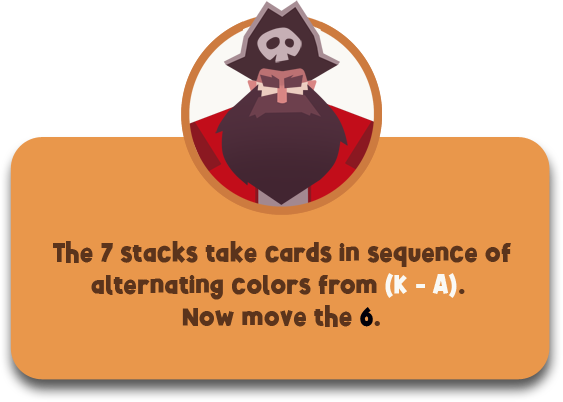 The 7 stacks take cards in sequence of
alternating colors from (K - A).
Now move the 6.